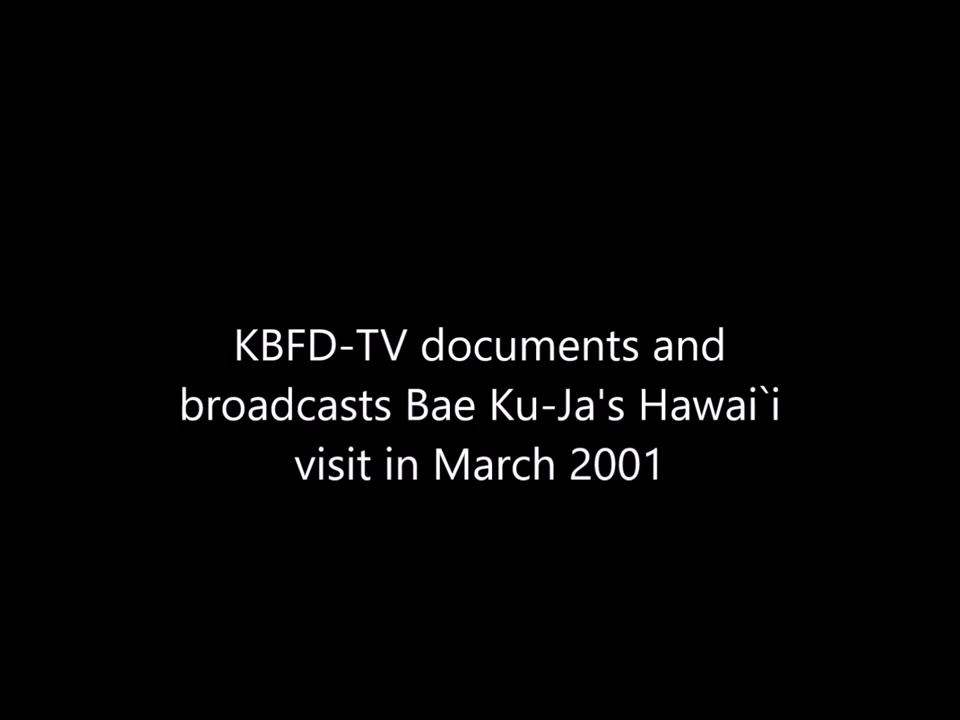 KBFD-TV documents and
broadcasts Bae Ku-Ja's Hawai`i
visit in March 2001